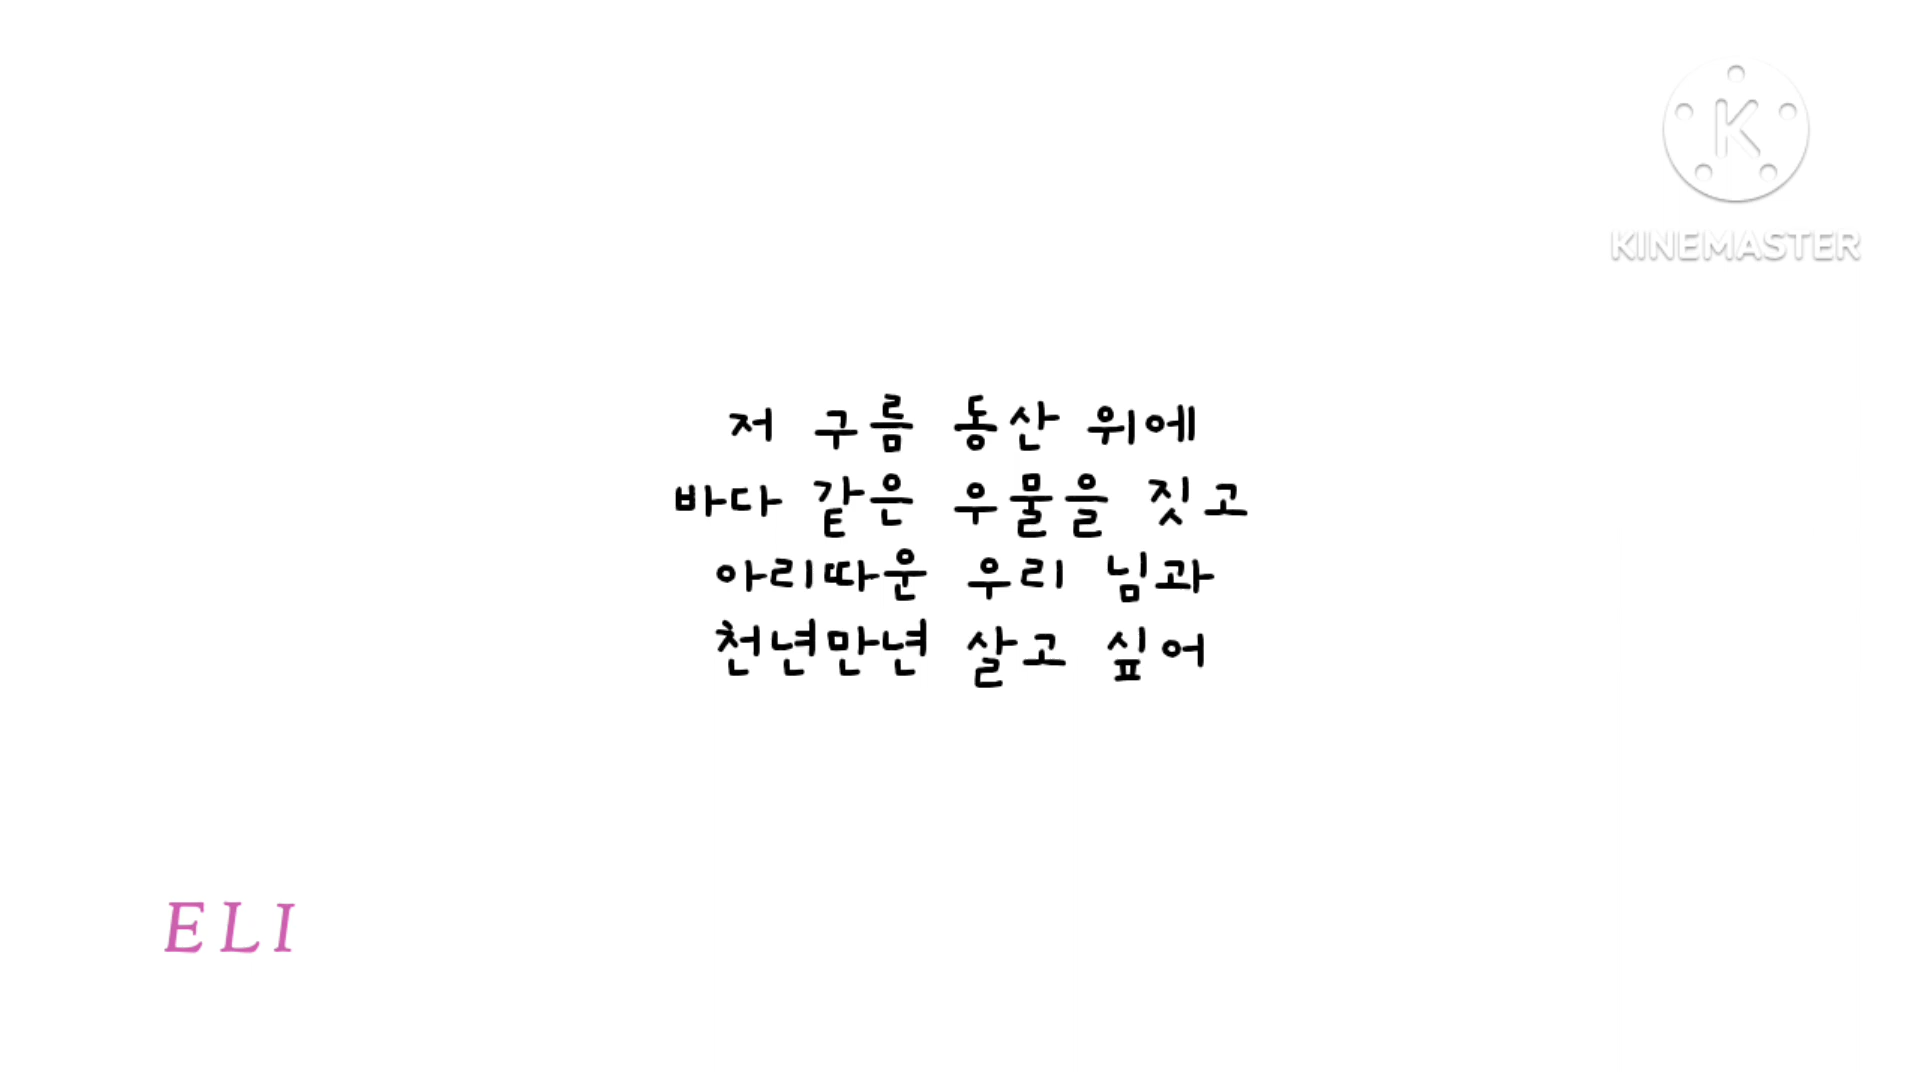 KINEMASTER
저 구름 동산 위에
바다 같은 우물을 짓고
아리따운 우리 님과
천년만년 살고 싶어
ELI